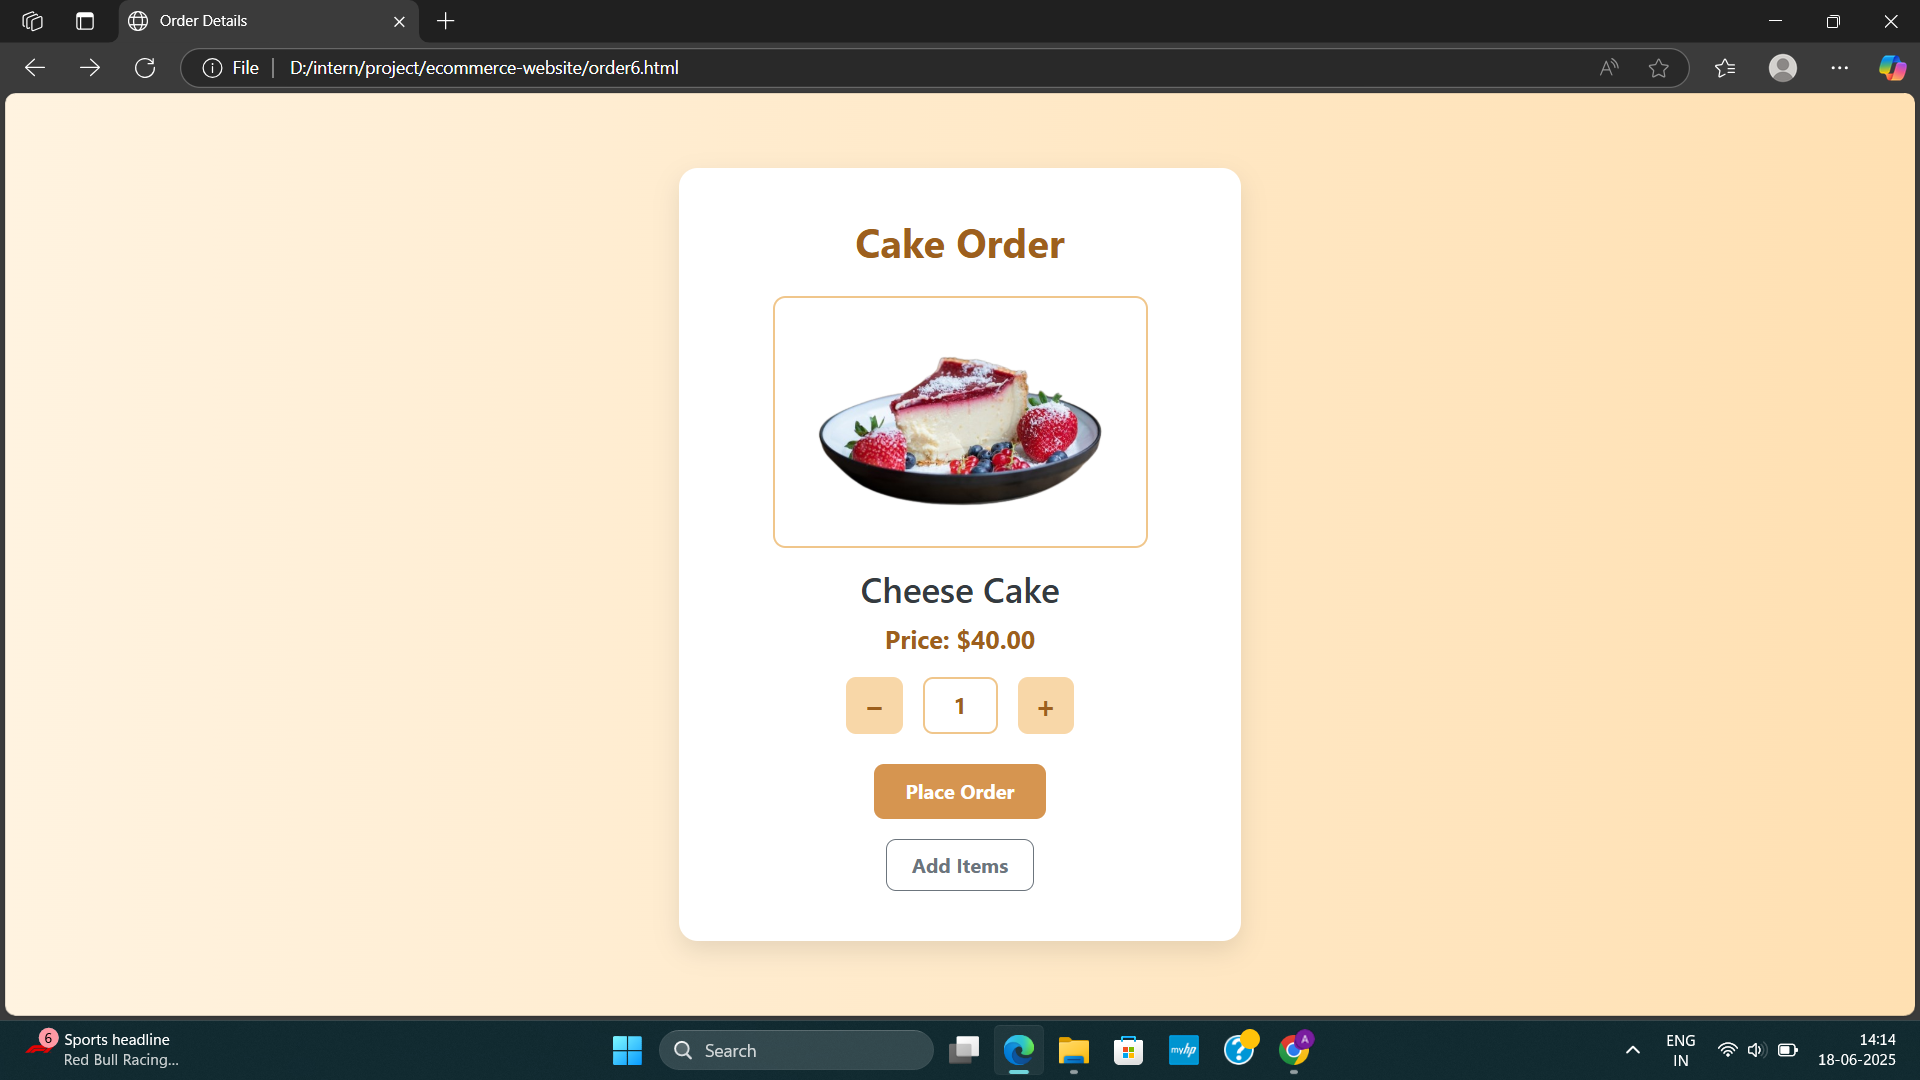 Order Details
File
D:/intern/project/ecommerce-website/order6.html
Cake Order
Cheese Cake
Price: $40.00
− 1 +
Place Order
Add Items
6
Sports headline
Red Bull Racing...
Search
myhp
?
A
ENG
IN
14:14
18-06-2025